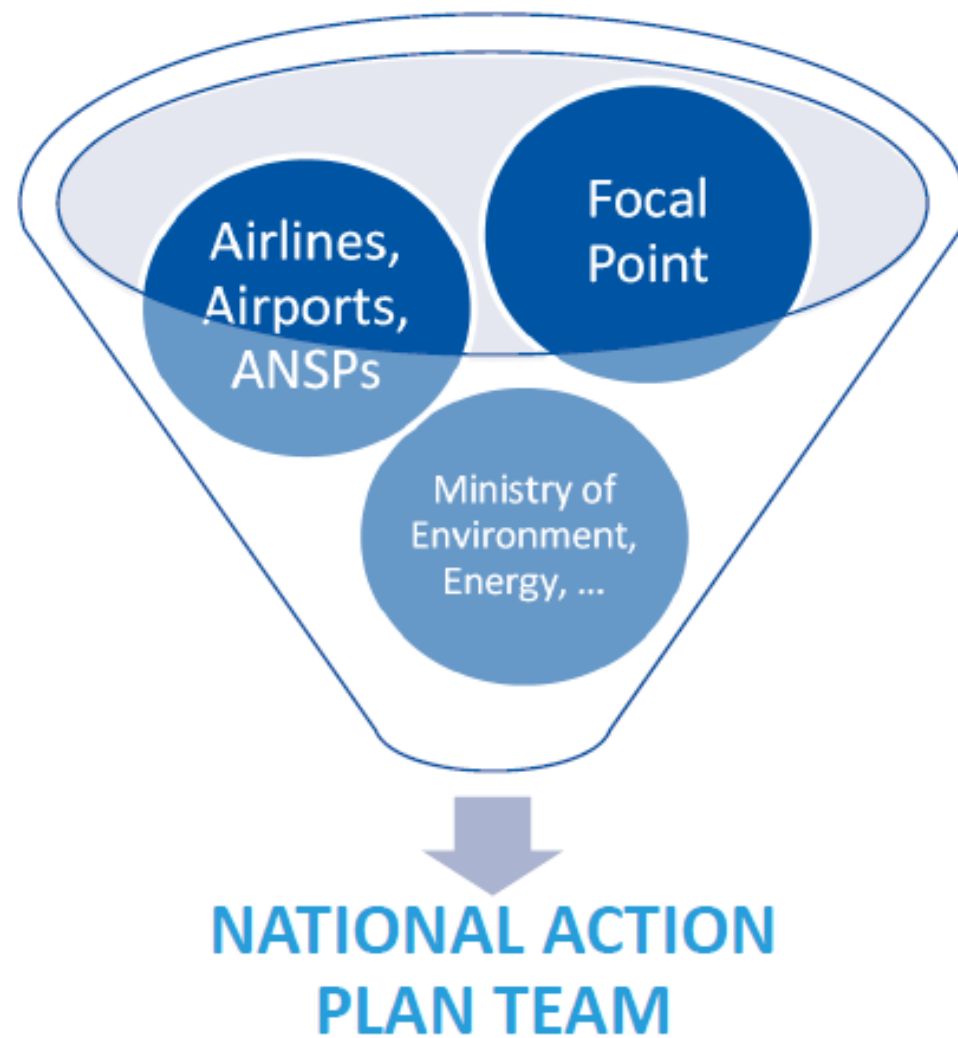 Focal
Point
Airlines,
Airports,
ANSPs
Ministry of
Environment,
Energy, ...
NATIONAL ACTION
PLAN TEAM